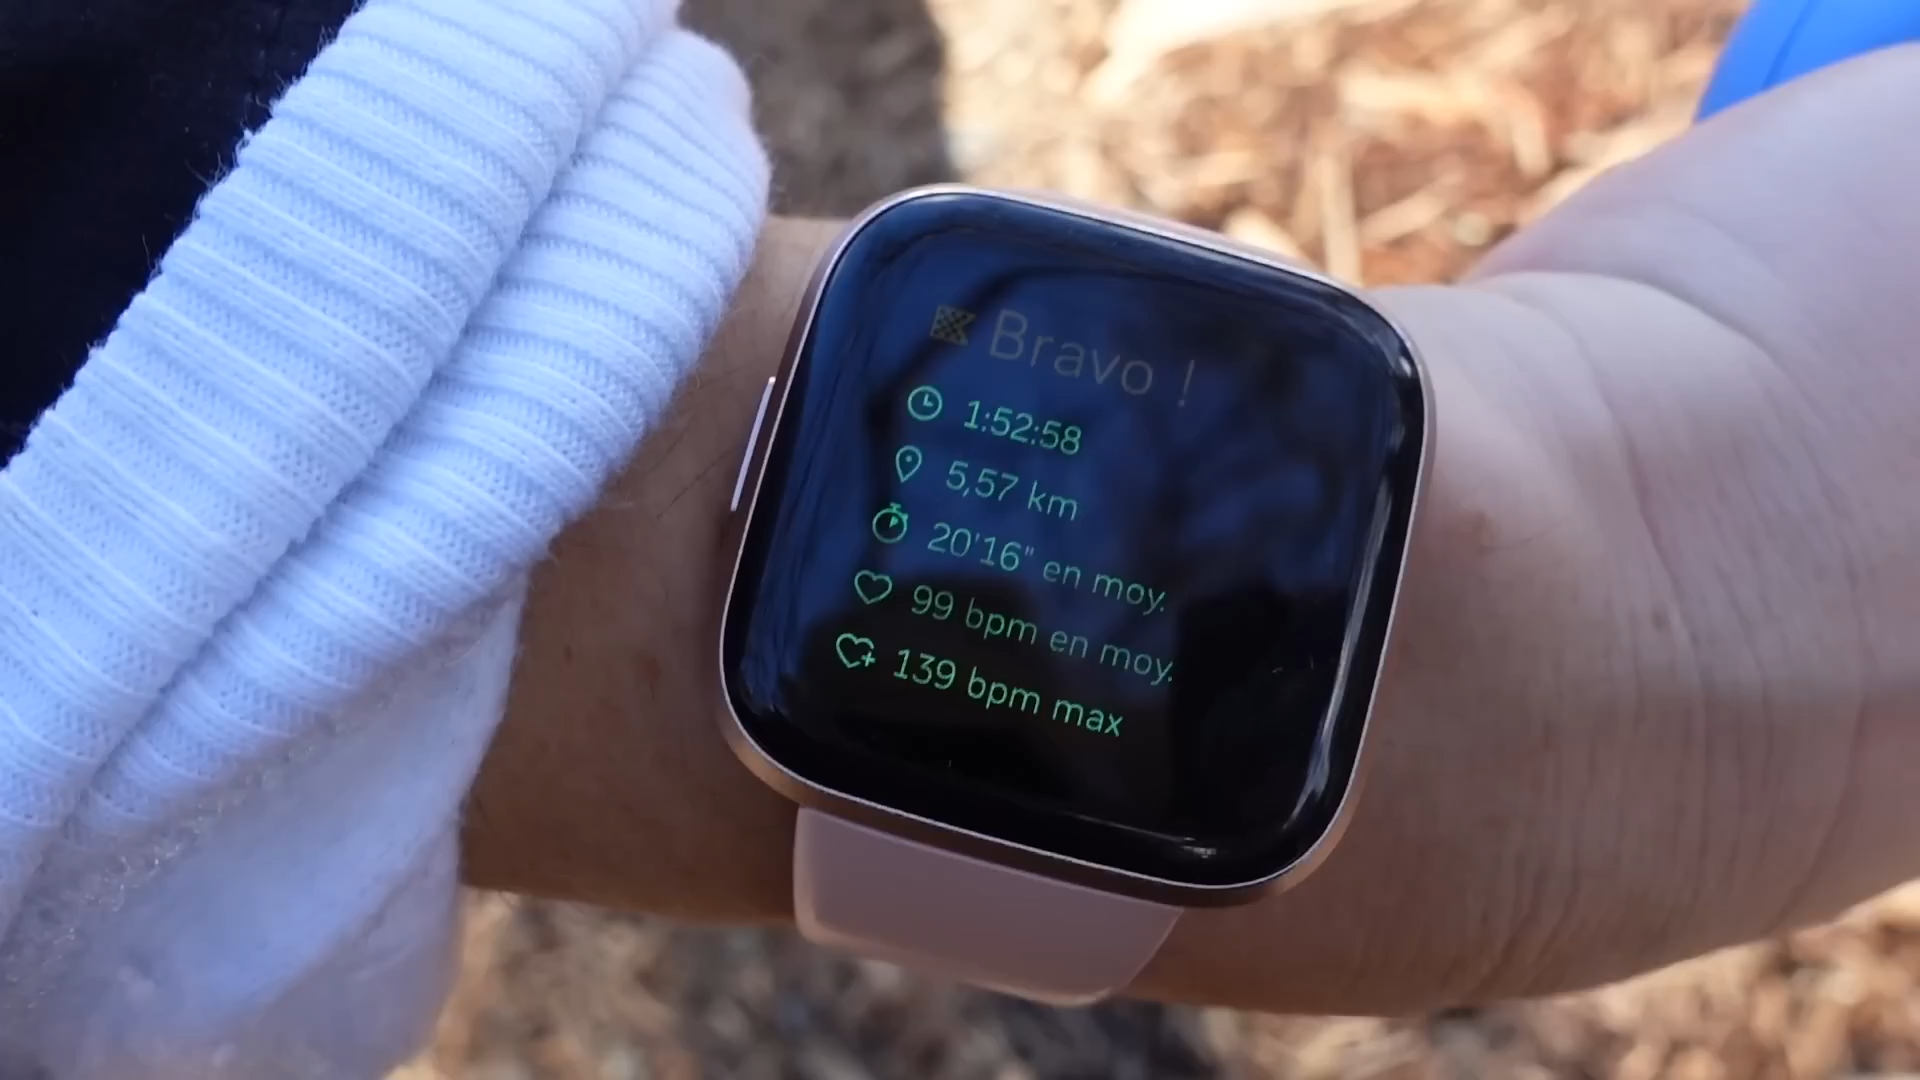 Bravo !
1:52:58
5,57 km
20'16" en moy.
99 bpm en moy.
139 bpm max